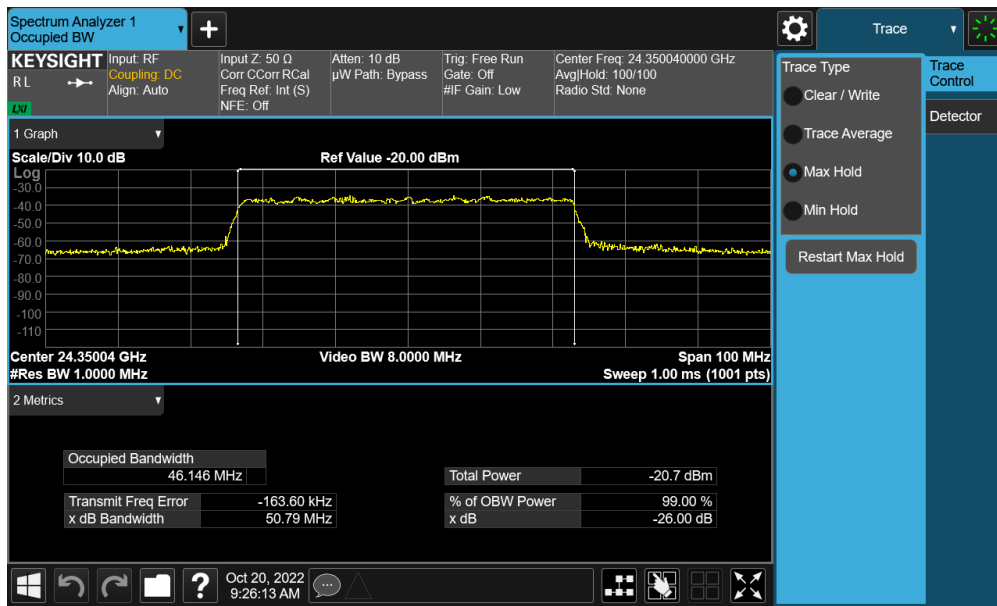 Spectrum Analyzer 1
Occupied BW
+
Trace
KEYSIGHT
R L
LXI
Input: RF
Coupling: DC
Align: Auto
Input Z: 50 Ω
Corr CCorr RCal
Freq Ref: Int (S)
NFE: Off
Atten: 10 dB
µW Path: Bypass
Trig: Free Run
Gate: Off
#IF Gain: Low
Center Freq: 24.350040000 GHz
Avg|Hold: 100/100
Radio Std: None
Trace Type
Clear / Write
Trace Average
Max Hold
Min Hold
Restart Max Hold
Trace
Control
Detector
1 Graph
Scale/Div 10.0 dB
Ref Value -20.00 dBm
Log
-30.0
-40.0
-50.0
-60.0
-70.0
-80.0
-90.0
-100
-110
Center 24.35004 GHz
Video BW 8.0000 MHz
Span 100 MHz
#Res BW 1.0000 MHz
Sweep 1.00 ms (1001 pts)
2 Metrics
Occupied Bandwidth
46.146 MHz
Total Power -20.7 dBm
Transmit Freq Error -163.60 kHz
% of OBW Power 99.00 %
x dB Bandwidth 50.79 MHz
x dB -26.00 dB
?
Oct 20, 2022
9:26:13 AM